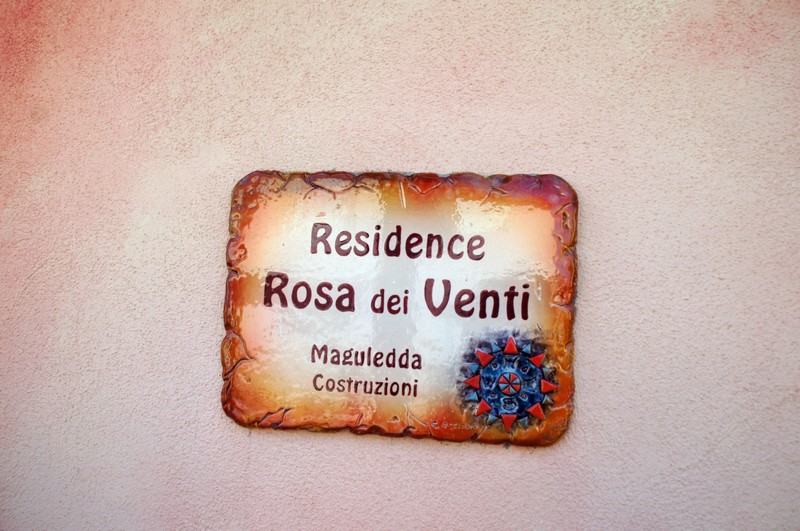 Residence
Rosa dei Venti
Maguledda
Costruzioni